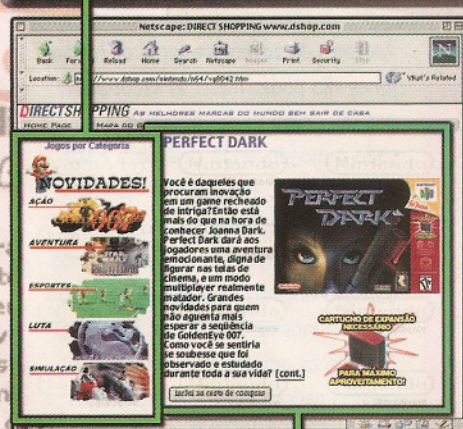 Netscape: DIRECT SHOPPING www.dshop.com
Back Forward Reload Home Search Netscape Images Print Security Stop
N
Location: http://www.dshop.com/nintendo/n64/vg8042.htm What's Related
DIRECTSHOPPING AS MELHORES MARCAS DO MUNDO SEM SAIR DE CASA
HOME PAGE MAPA DO
Jogos por Categoria
NOVIDADES!
AÇÃO
AVENTURA
ESPORTES
LUTA
SIMULAÇÃO
PERFECT DARK
Você é daqueles que
procuram inovação
em um game recheado
de intriga? Então está
mais do que na hora de
conhecer Joanna Dark.
Perfect Dark dará aos
jogadores uma aventura
emocionante, digna de
figurar nas telas de
cinema, e um modo
multiplayer realmente
matador. Grandes
novidades para quem
não aguenta mais
esperar a seqüência
de GoldenEye 007.
Como você se sentiria
se soubesse que foi
observado e estudado
durante toda a sua vida? [cont.]
Inclui na cesta de compras
PERFECT
DARK
CARTUCHO DE EXPANSÃO
NECESSÁRIO
PARA MÁXIMO
APROVEITAMENTO!